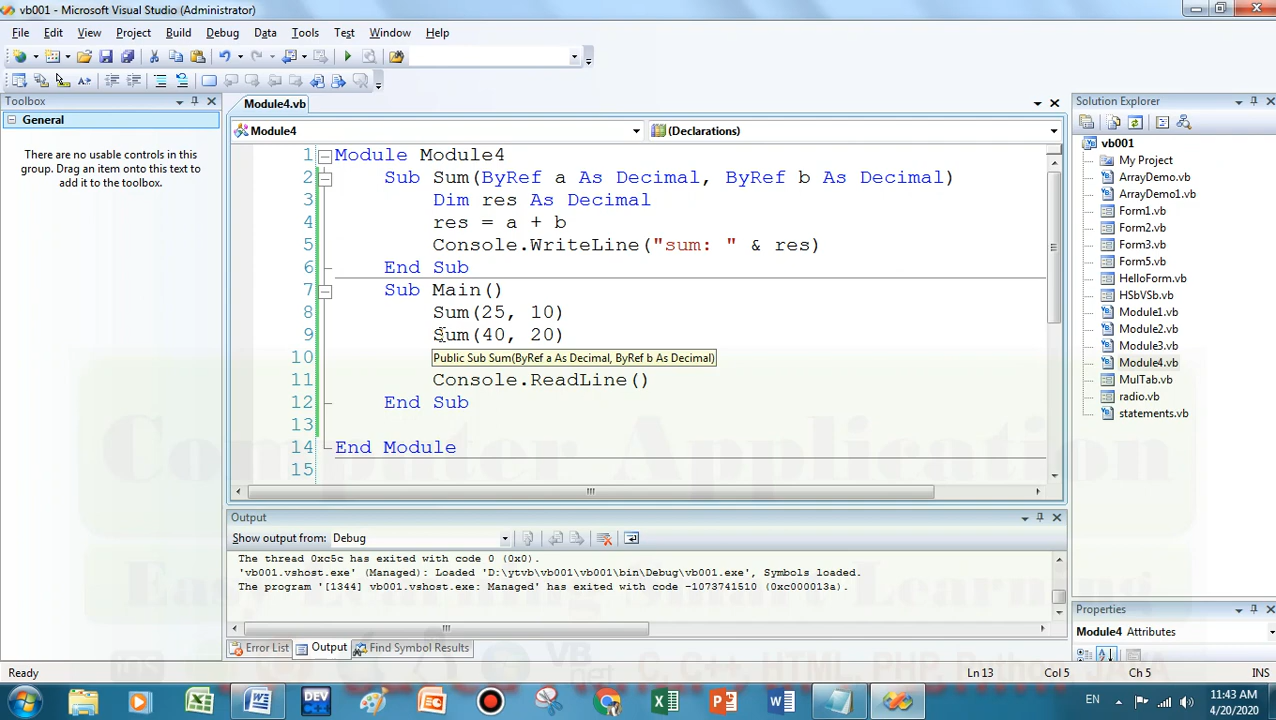 vb001 - Microsoft Visual Studio (Administrator)
File Edit View Project Build Debug Data Tools Test Window Help
Toolbox
General
There are no usable controls in this
group. Drag an item onto this text to
add it to the toolbox.
Module4.vb
Module4 (Declarations)
1 Module Module4
2 Sub Sum(ByRef a As Decimal, ByRef b As Decimal)
3 Dim res As Decimal
4 res = a + b
5 Console.WriteLine("sum: " & res)
6 End Sub
7 Sub Main()
8 Sum(25, 10)
9 Sum(40, 20)
10 Public Sub Sum(ByRef a As Decimal, ByRef b As Decimal)
11 Console.ReadLine()
12 End Sub
13
14 End Module
15
Output
Show output from: Debug
The thread 0xc5c has exited with code 0 (0x0).
'vb001.vshost.exe' (Managed): Loaded 'D:\ytvb\vb001\vb001\bin\Debug\vb001.exe', Symbols loaded.
The program '[1344] vb001.vshost.exe: Managed' has exited with code -1073741510 (0xc000013a).
Error List Output Find Symbol Results
Solution Explorer
vb001
My Project
ArrayDemo.vb
ArrayDemo1.vb
Form1.vb
Form2.vb
Form3.vb
Form5.vb
HelloForm.vb
HSbVSb.vb
Module1.vb
Module2.vb
Module3.vb
Module4.vb
MulTab.vb
radio.vb
statements.vb
Properties
Module4 Attributes
Computer Application
Ready Ln 13 Col 5 Ch 5 INS
VB
net
C, C++, HTML, PHP, Python, JAVA
DEV
EN
11:43 AM
4/20/2020